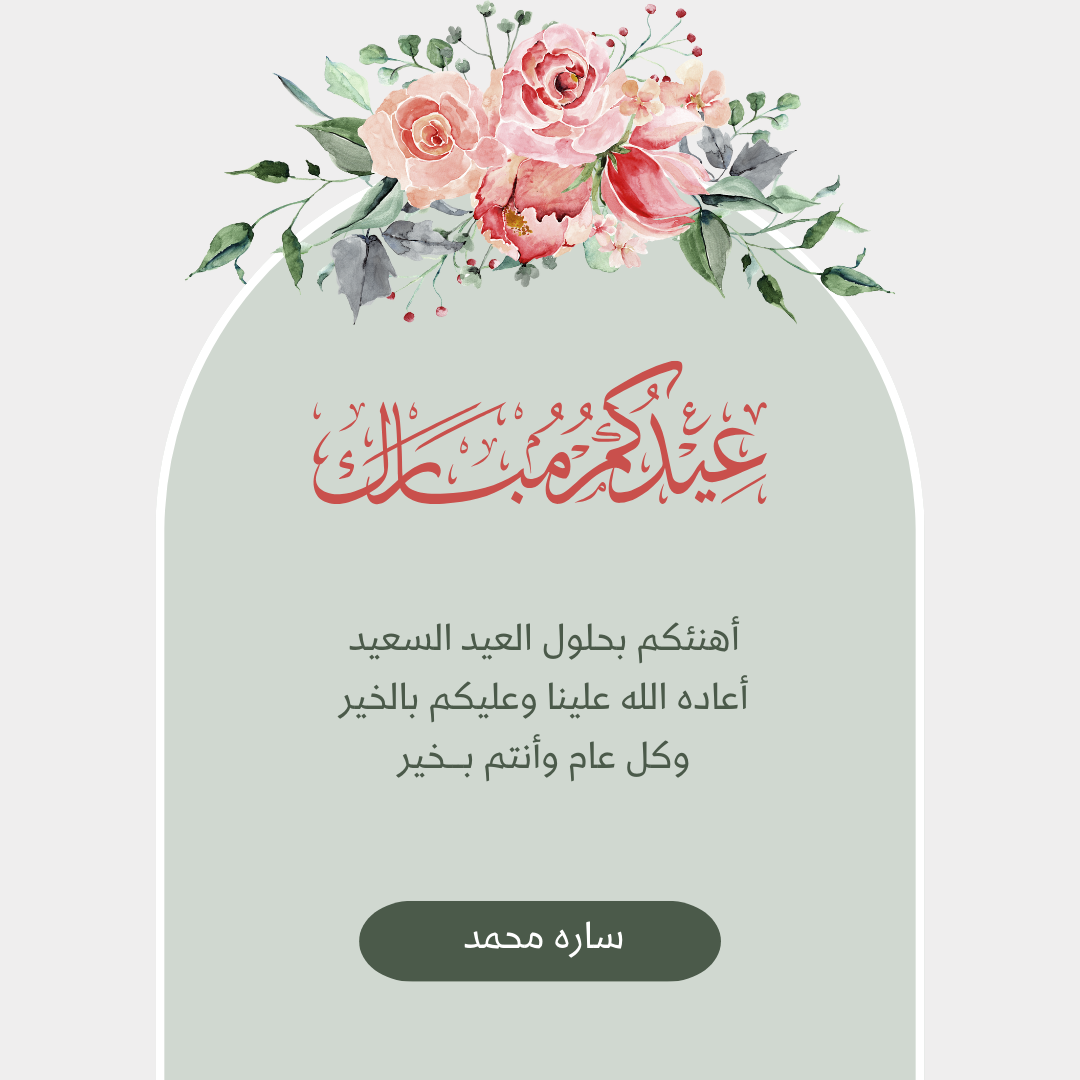 عيدكم مبارك
أهنئكم بحلول العيد السعيد
أعاده الله علينا وعليكم بالخير
وكل عام وأنتم بــخير
ساره محمد